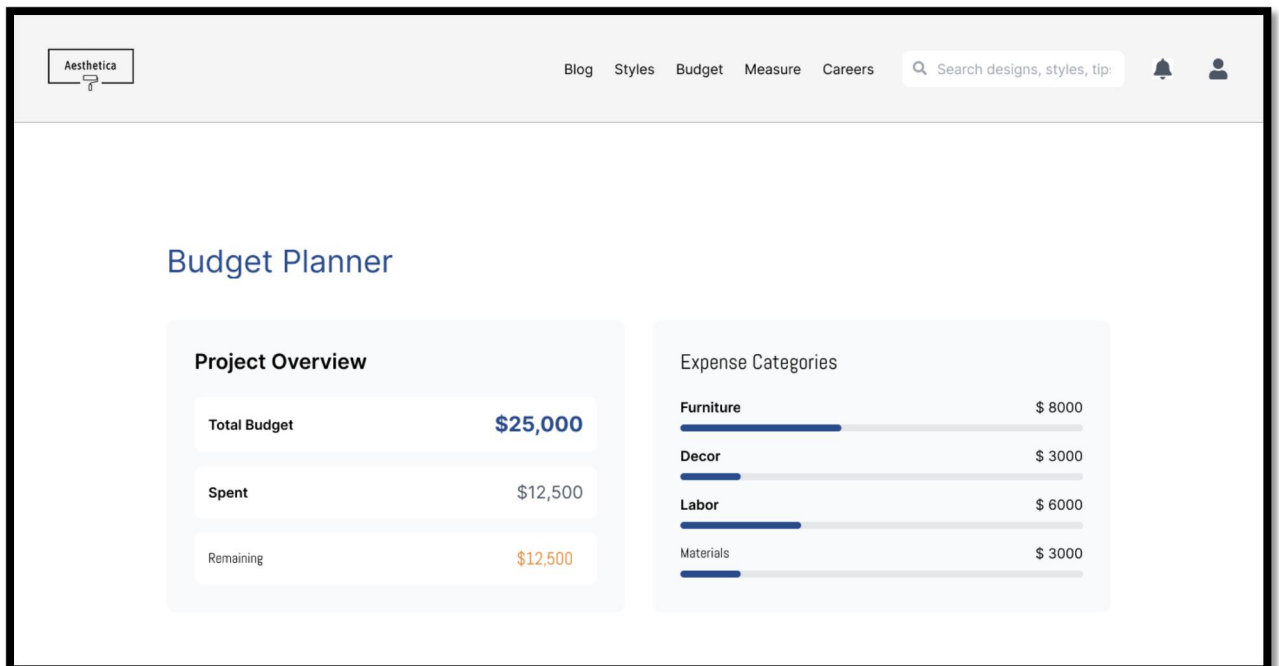 Aesthetica
Blog Styles Budget Measure Careers Search designs, styles, tip
Budget Planner
Project Overview
Total Budget $25,000
Spent $12,500
Remaining $12,500
Expense Categories
Furniture $ 8000
Decor $ 3000
Labor $ 6000
Materials $ 3000